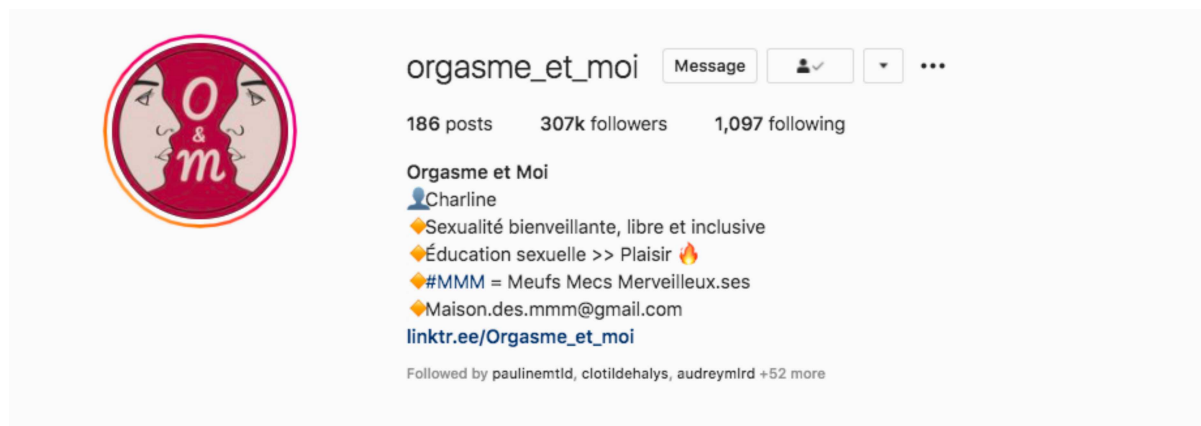 O
&
m
orgasme_et_moi Message
186 posts 307k followers 1,097 following
Orgasme et Moi
👤Charline
🔶Sexualité bienveillante, libre et inclusive
🔶Éducation sexuelle >> Plaisir 🔥
🔶#MMM = Meufs Mecs Merveilleux.ses
🔶Maison.des.mmm@gmail.com
linktr.ee/Orgasme_et_moi
Followed by paulinemtld, clotildehalys, audreymlrd +52 more